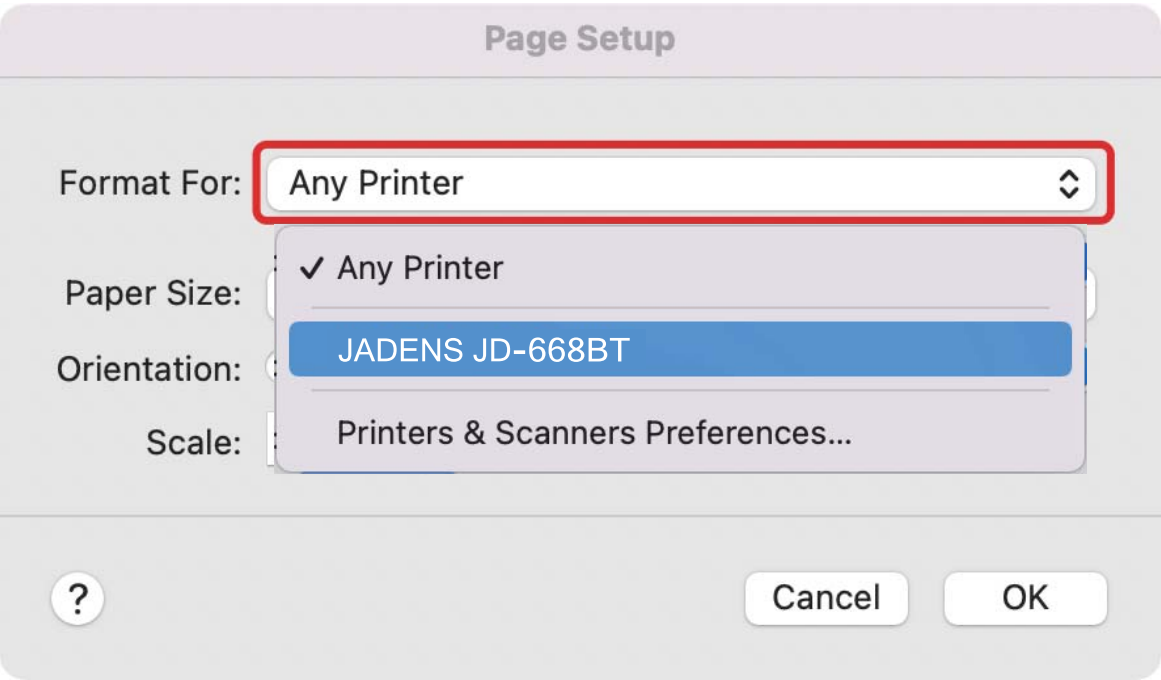 Page Setup
Format For: Any Printer
✓ Any Printer
Paper Size:
JADENS JD-668BT
Orientation:
Printers & Scanners Preferences...
Scale:
? Cancel OK